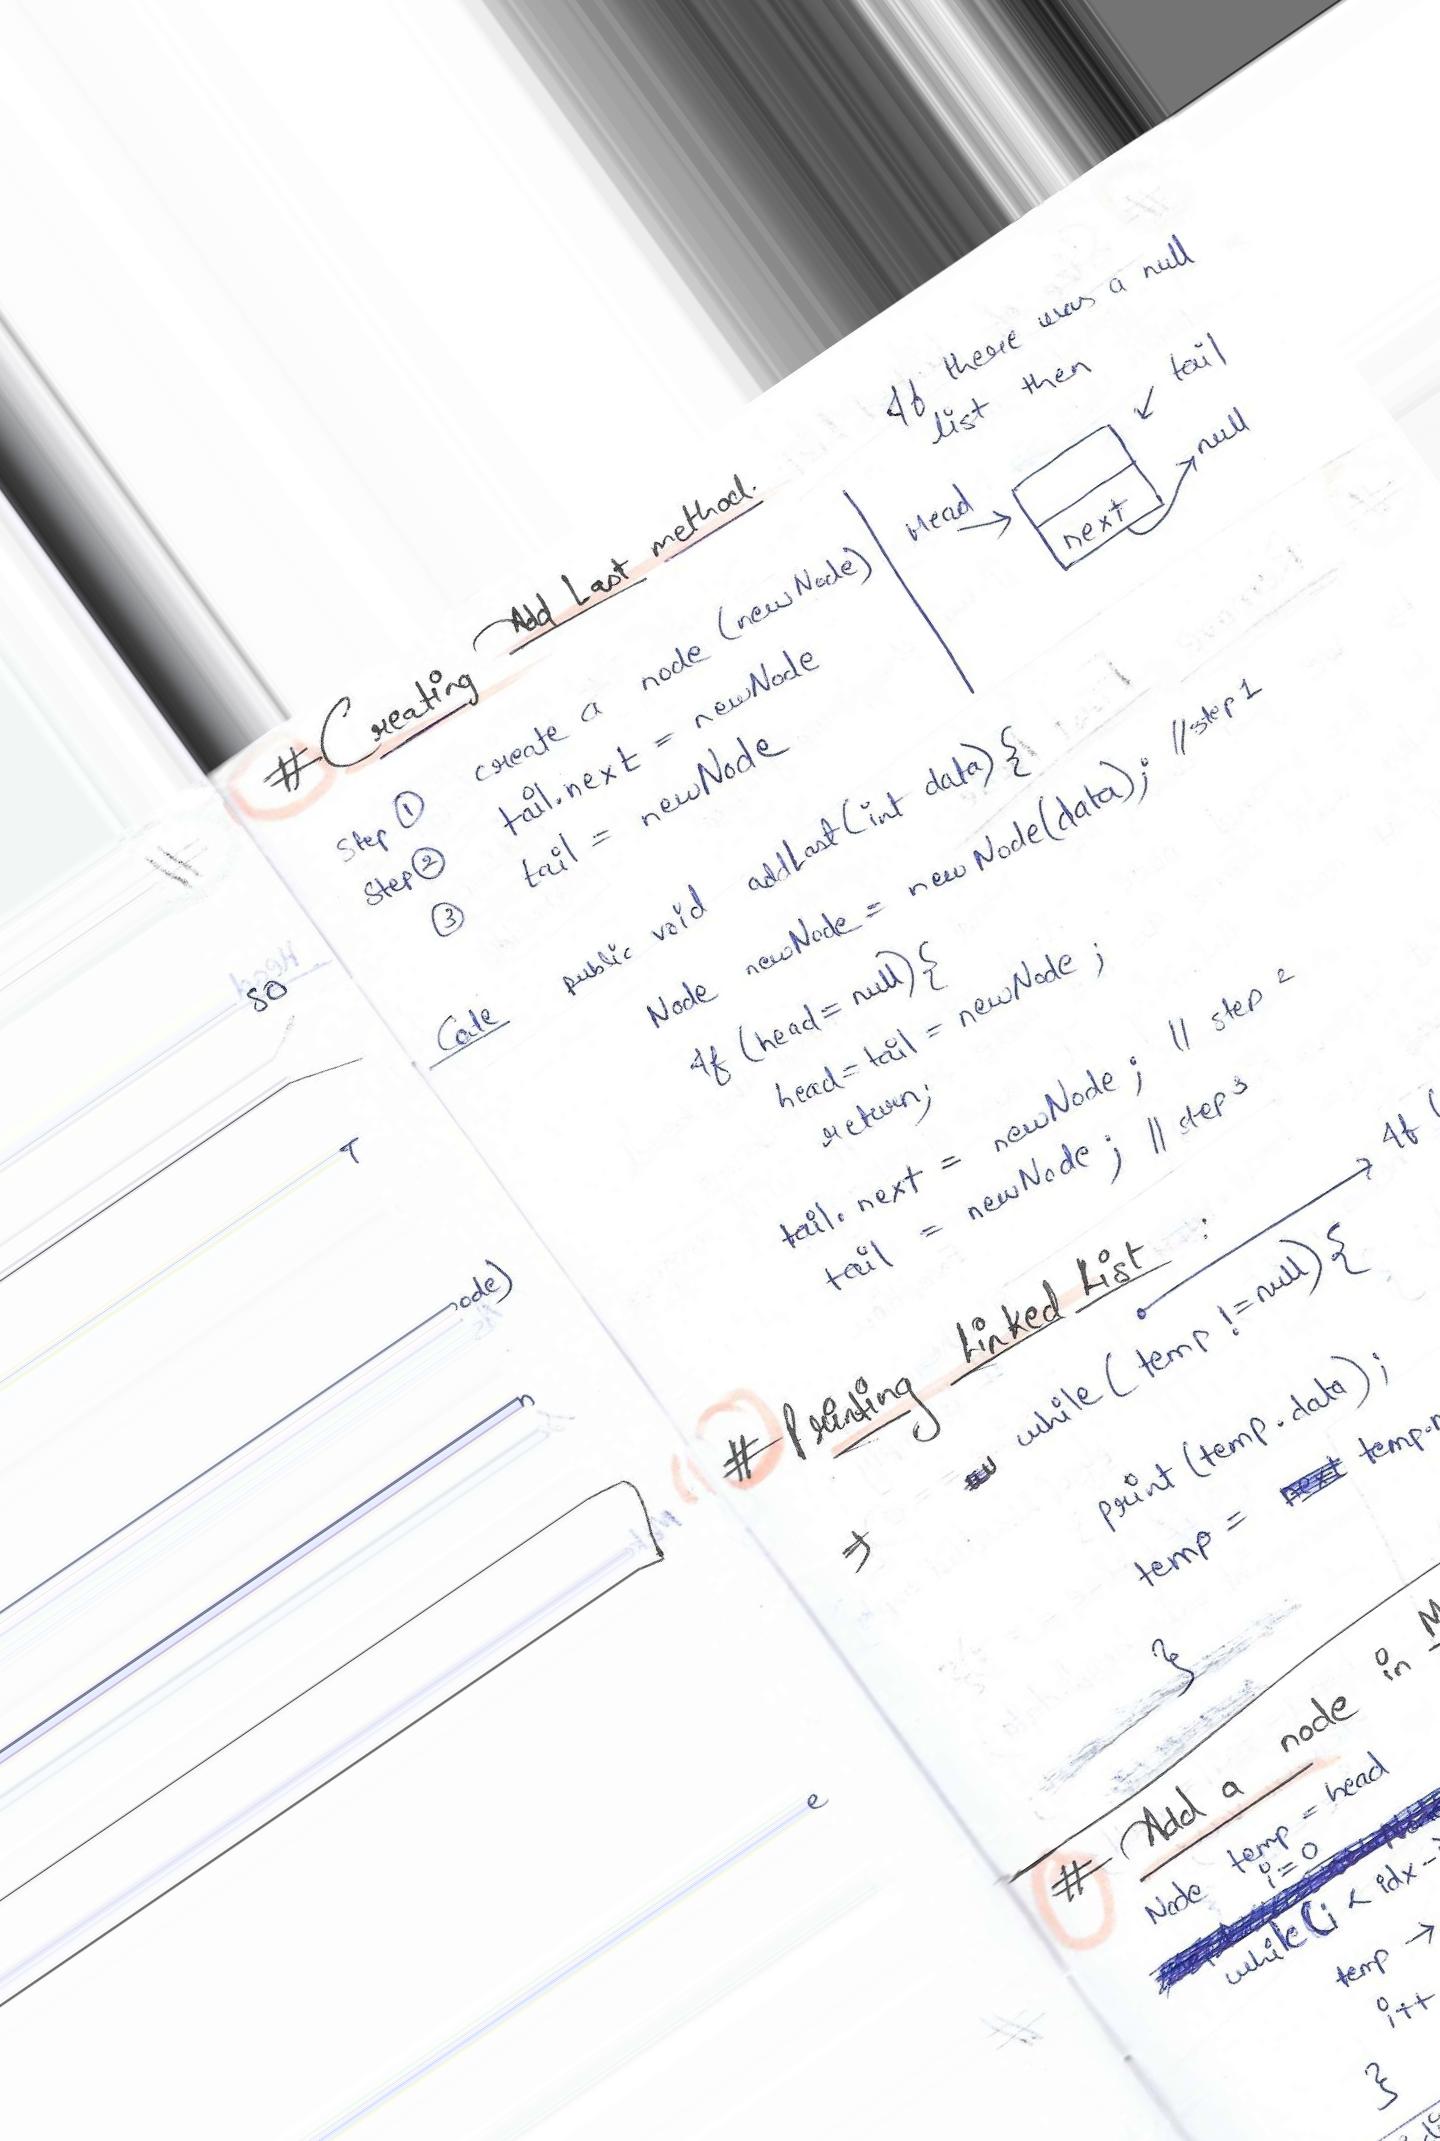 # Creating Add Last method.
Step ① create a node (newNode)
Step ② tail.next = newNode
③ tail = newNode
If there was a null
list then
Head → next null
↙ tail
Code public void addLast(int data){
Node newNode = new Node(data); //step 1
If (head = null){
head = tail = newNode ;
return;
tail. next = newNode ; // step 2
tail = newNode ; // step 3
# Printing Linked List :
→ If (
while ( temp != null) {
⇒
print (temp . data) ;
temp = temp.n
}
# Add a node in M
Node temp = head
i = 0
while (i < idx -
temp →
i++
}
so
ode)
n
e